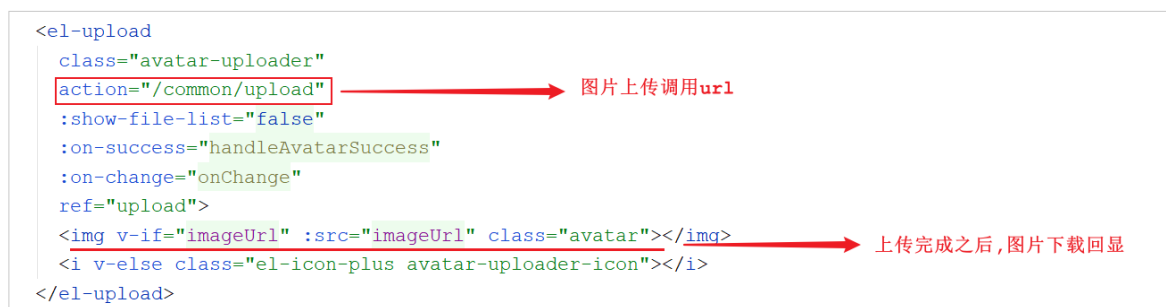 <el-upload
class="avatar-uploader"
action="/common/upload" 图片上传调用url
:show-file-list="false"
:on-success="handleAvatarSuccess"
:on-change="onChange"
ref="upload">
<img v-if="imageUrl" :src="imageUrl" class="avatar"></img>
上传完成之后,图片下载回显
<i v-else class="el-icon-plus avatar-uploader-icon"></i>
</el-upload>